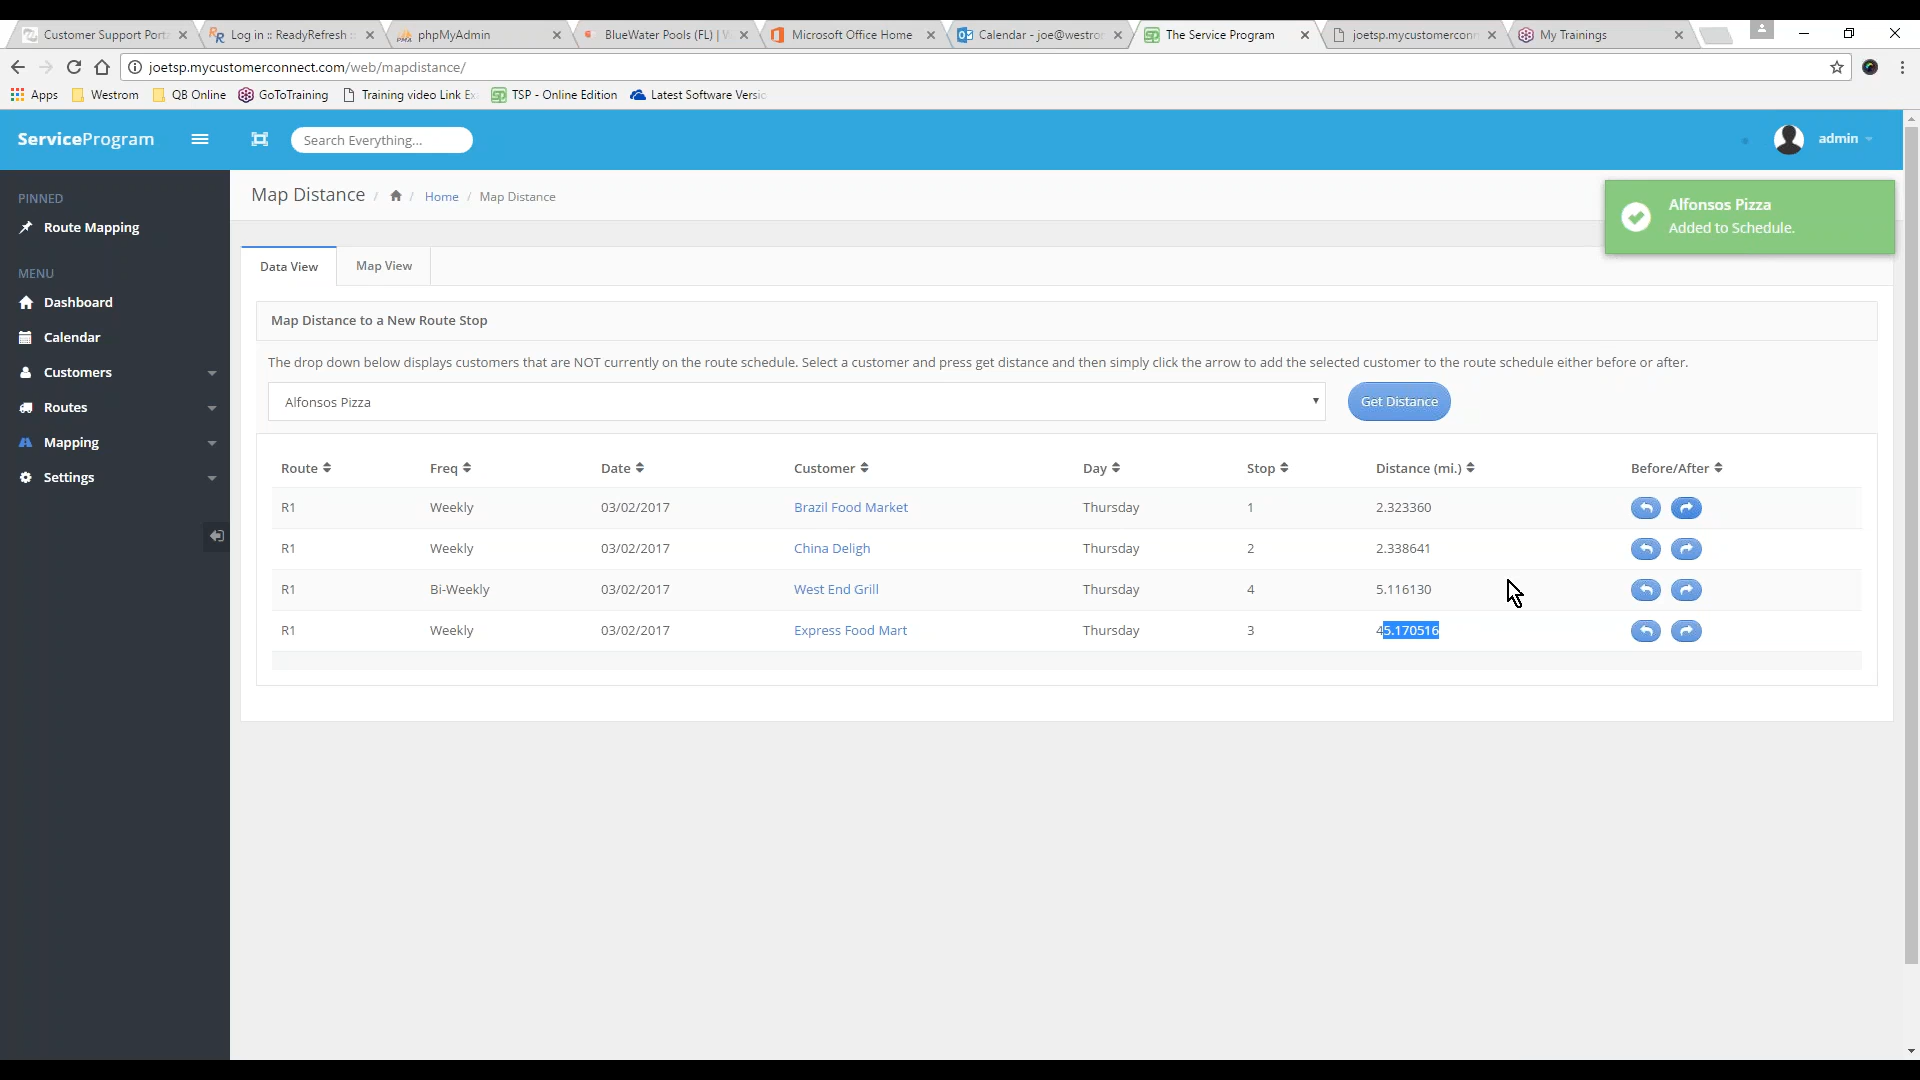 Customer Support Port
Log in :: ReadyRefresh ::
phpMyAdmin
BlueWater Pools (FL) |
Microsoft Office Home
Calendar - joe@westro
The Service Program
joetsp.mycustomerconn
My Trainings
joetsp.mycustomerconnect.com/web/mapdistance/
Apps
Westrom
QB Online
GoToTraining
Training video Link E
TSP - Online Edition
Latest Software Versi
ServiceProgram
Search Everything...
admin
PINNED
Route Mapping
MENU
Dashboard
Calendar
Customers
Routes
Mapping
Settings
Map Distance / / Home / Map Distance
Alfonsos Pizza
Added to Schedule.
Data View
Map View
Map Distance to a New Route Stop
The drop down below displays customers that are NOT currently on the route schedule. Select a customer and press get distance and then simply click the arrow to add the selected customer to the route schedule either before or after.
Alfonsos Pizza
Get Distance
Route Freq Date Customer Day Stop Distance (mi.) Before/After
R1 Weekly 03/02/2017 Brazil Food Market Thursday 1 2.323360
R1 Weekly 03/02/2017 China Deligh Thursday 2 2.338641
R1 Bi-Weekly 03/02/2017 West End Grill Thursday 4 5.116130
R1 Weekly 03/02/2017 Express Food Mart Thursday 3 45.170516